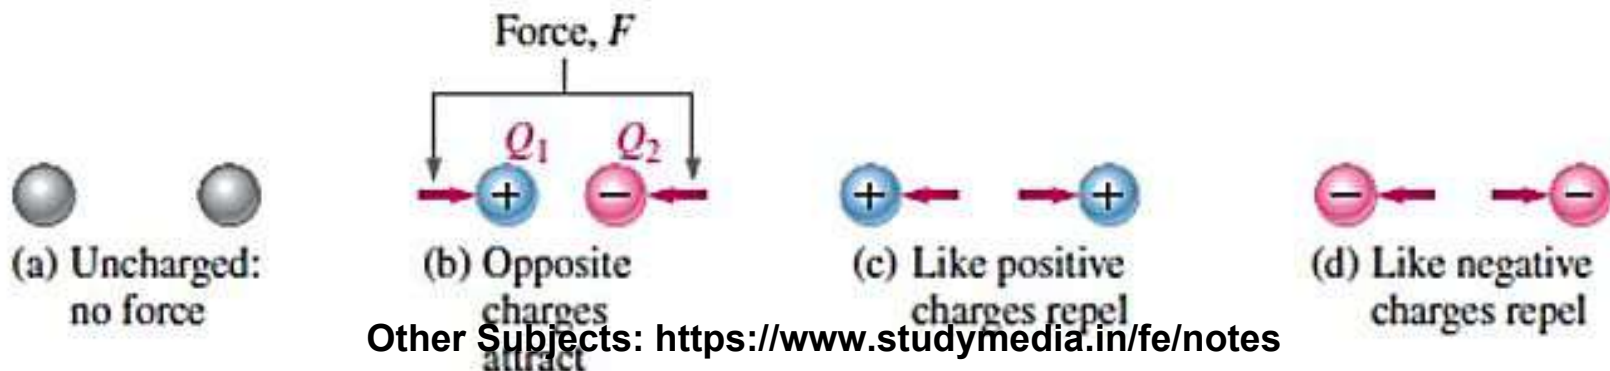 Force, F
Q1 Q2
+ − + + − −
(a) Uncharged:
no force
(b) Opposite
charges
attract
(c) Like positive
charges repel
(d) Like negative
charges repel
Other Subjects: https://www.studymedia.in/fe/notes